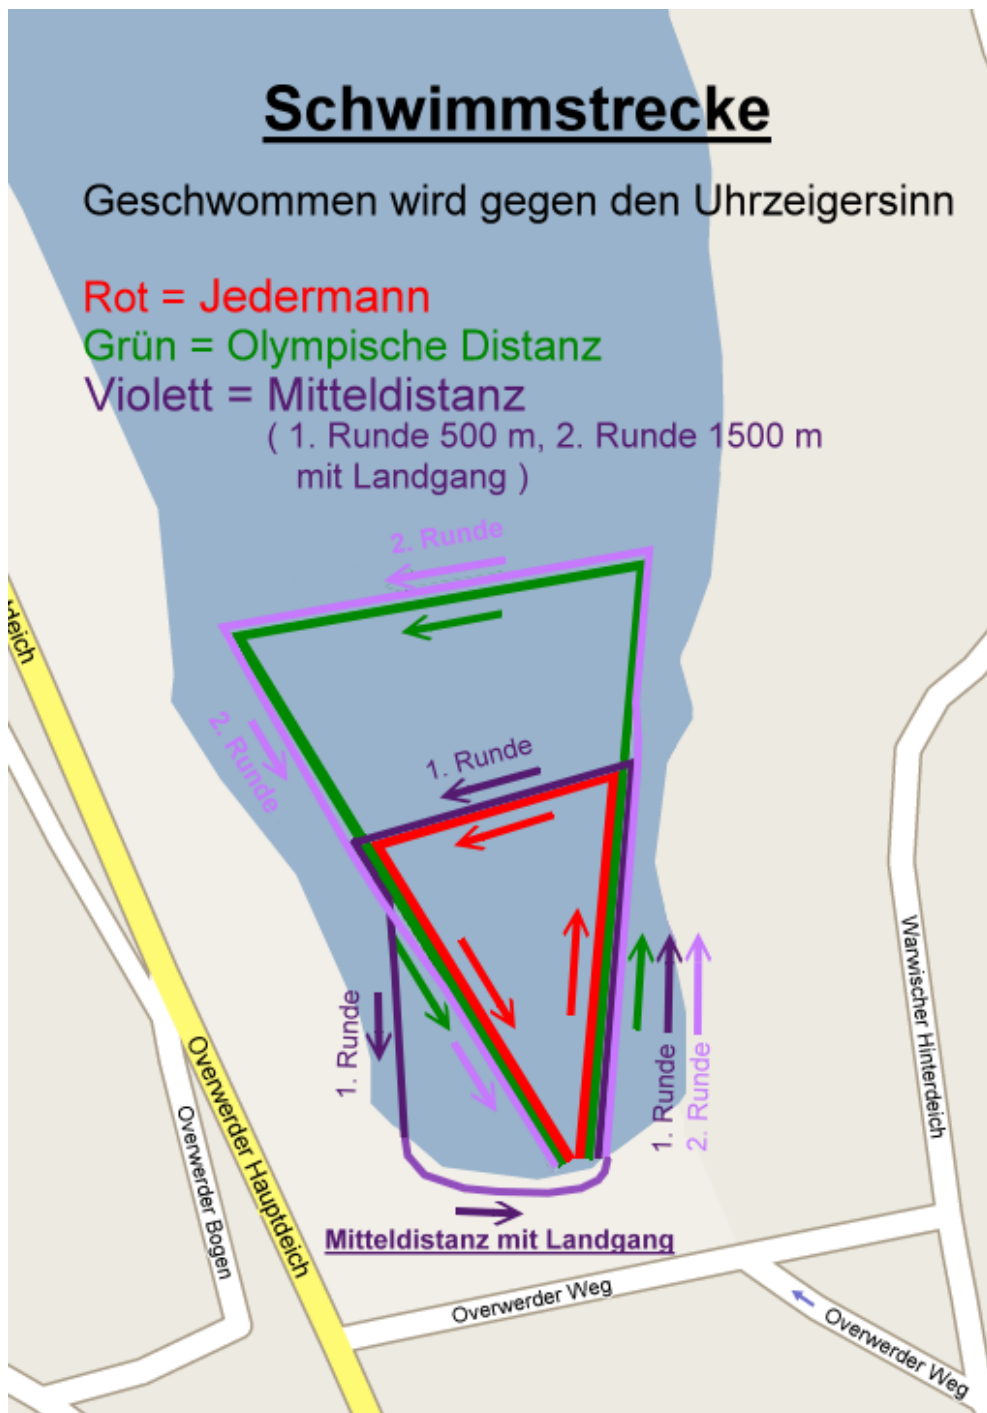 Schwimmstrecke
Geschwommen wird gegen den Uhrzeigersinn
Rot = Jedermann
Grün = Olympische Distanz
Violett = Mitteldistanz
( 1. Runde 500 m, 2. Runde 1500 m
mit Landgang )
2. Runde
deich
2. Runde
1. Runde
1. Runde
1. Runde
2. Runde
Warwischer Hinterdeich
Overwerder Hauptdeich
Overwerder Bogen
Mitteldistanz mit Landgang
Overwerder Weg
Overwerder Weg